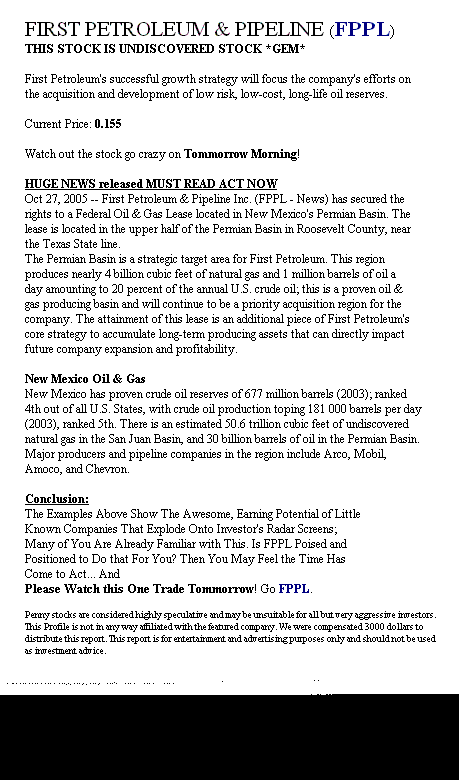 FIRST PETROLEUM & PIPELINE (FPPL)
THIS STOCK IS UNDISCOVERED STOCK *GEM*
First Petroleum's successful growth strategy will focus the company's efforts on
the acquisition and development of low risk, low-cost, long-life oil reserves.
Current Price: 0.155
Watch out the stock go crazy on Tommorrow Morning!
HUGE NEWS released MUST READ ACT NOW
Oct 27, 2005 -- First Petroleum & Pipeline Inc. (FPPL - News) has secured the
rights to a Federal Oil & Gas Lease located in New Mexico's Permian Basin. The
lease is located in the upper half of the Permian Basin in Roosevelt County, near
the Texas State line.
The Permian Basin is a strategic target area for First Petroleum. This region
produces nearly 4 billion cubic feet of natural gas and 1 million barrels of oil a
day amounting to 20 percent of the annual U.S. crude oil; this is a proven oil &
gas producing basin and will continue to be a priority acquisition region for the
company. The attainment of this lease is an additional piece of First Petroleum's
core strategy to accumulate long-term producing assets that can directly impact
future company expansion and profitability.
New Mexico Oil & Gas
New Mexico has proven crude oil reserves of 677 million barrels (2003); ranked
4th out of all U.S. States, with crude oil production toping 181 000 barrels per day
(2003), ranked 5th. There is an estimated 50.6 trillion cubic feet of undiscovered
natural gas in the San Juan Basin, and 30 billion barrels of oil in the Permian Basin.
Major producers and pipeline companies in the region include Arco, Mobil,
Amoco, and Chevron.
Conclusion:
The Examples Above Show The Awesome, Earning Potential of Little
Known Companies That Explode Onto Investor's Radar Screens;
Many of You Are Already Familiar with This. Is FPPL Poised and
Positioned to Do that For You? Then You May Feel the Time Has
Come to Act... And
Please Watch this One Trade Tommorrow! Go FPPL.
Penny stocks are considered highly speculative and may be unsuitable for all but very aggressive investors.
This Profile is not in any way affiliated with the featured company. We were compensated 3000 dollars to
distribute this report. This report is for entertainment and advertising purposes only and should not be used
as investment advice.